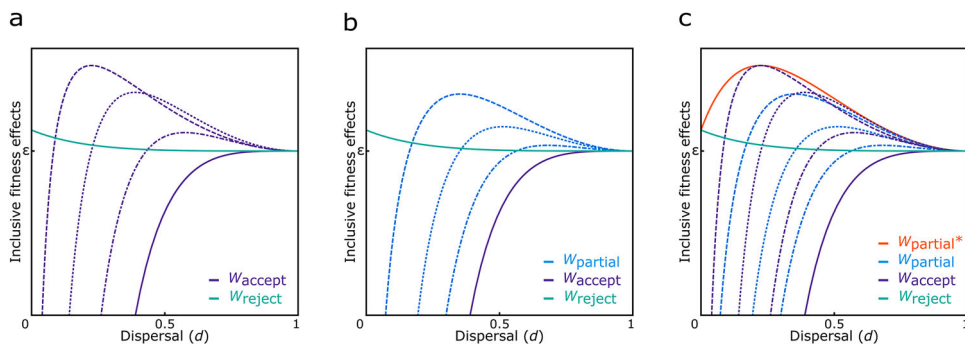 a
b
c
Inclusive fitness effects
ε
Waccept
Wreject
0
0.5
1
Dispersal (d)
Inclusive fitness effects
ε
Wpartial
Waccept
Wreject
0
0.5
1
Dispersal (d)
Inclusive fitness effects
ε
Wpartial*
Wpartial
Waccept
Wreject
0
0.5
1
Dispersal (d)